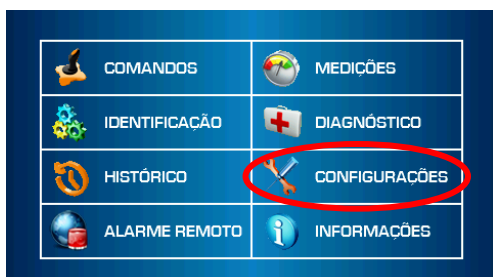 COMANDOS
MEDIÇÕES
IDENTIFICAÇÃO
DIAGNÓSTICO
HISTÓRICO
CONFIGURAÇÕES
ALARME REMOTO
INFORMAÇÕES